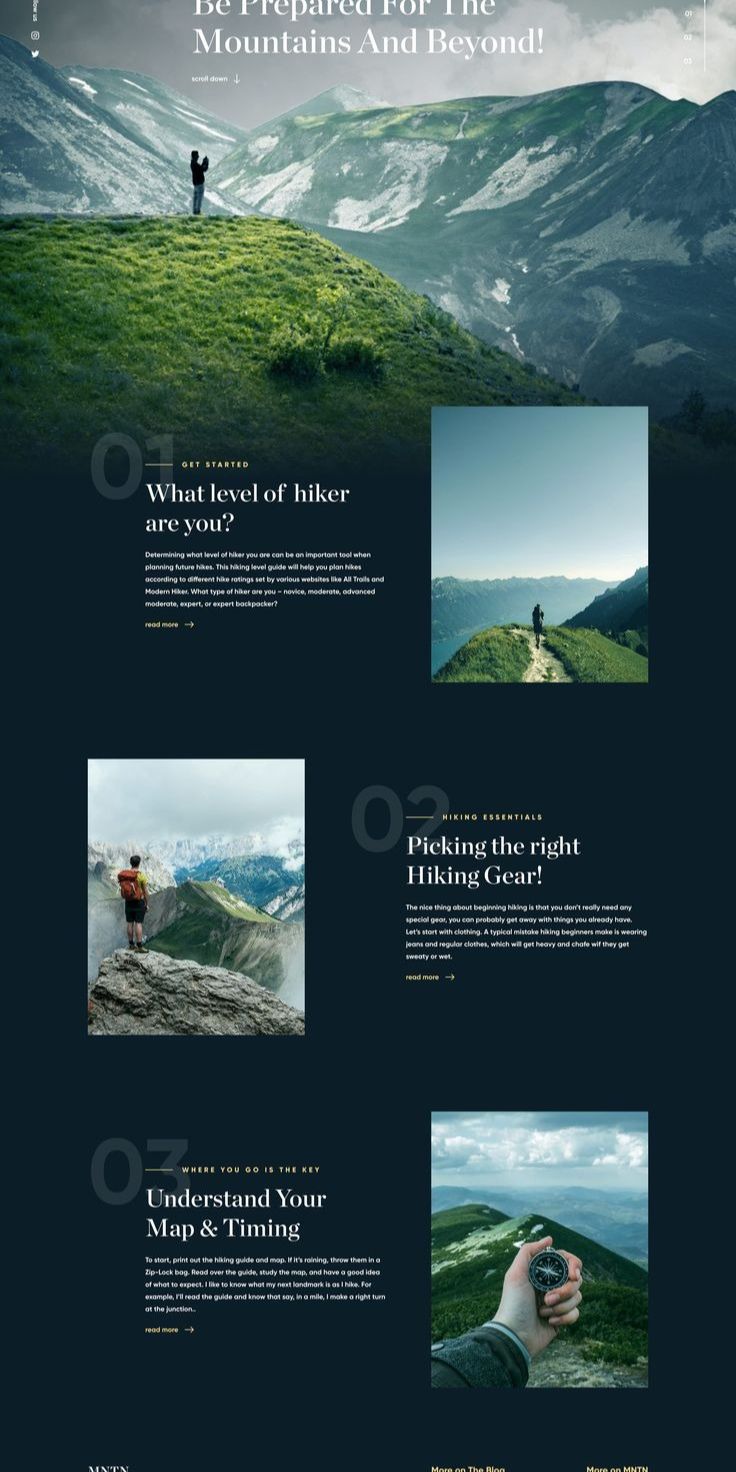 Be Prepared For The
Mountains And Beyond!
us
01
02
03
scroll down
01
GET STARTED
What level of hiker
are you?
Determining what level of hiker you are can be an important tool when
planning future hikes. This hiking level guide will help you plan hikes
according to different hike ratings set by various websites like All Trails and
Modern Hiker. What type of hiker are you – novice, moderate, advanced
moderate, expert, or expert backpacker?
read more
02
HIKING ESSENTIALS
Picking the right
Hiking Gear!
The nice thing about beginning hiking is that you don't really need any
special gear, you can probably get away with things you already have.
Let's start with clothing. A typical mistake hiking beginners make is wearing
jeans and regular clothes, which will get heavy and chafe wif they get
sweaty or wet.
read more
03
WHERE YOU GO IS THE KEY
Understand Your
Map & Timing
To start, print out the hiking guide and map. If it's raining, throw them in a
Zip-Lock bag. Read over the guide, study the map, and have a good idea
of what to expect. I like to know what my next landmark is as I hike. For
example, I'll read the guide and know that say, in a mile, I make a right turn
at the junction..
read more
MNTN
More on The Blog
More on MNTN